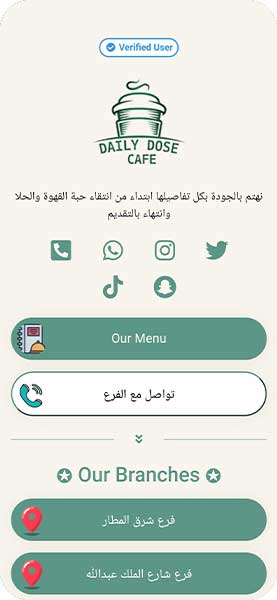 Verified User
DAILY DOSE
CAFE
نهتم بالجودة بكل تفاصيلها ابتداء من انتقاء حبة القهوة والحلا
وانتهاء بالتقديم
Our Menu
تواصل مع الفرع
Our Branches
فرع شرق المطار
فرع شارع الملك عبدالله